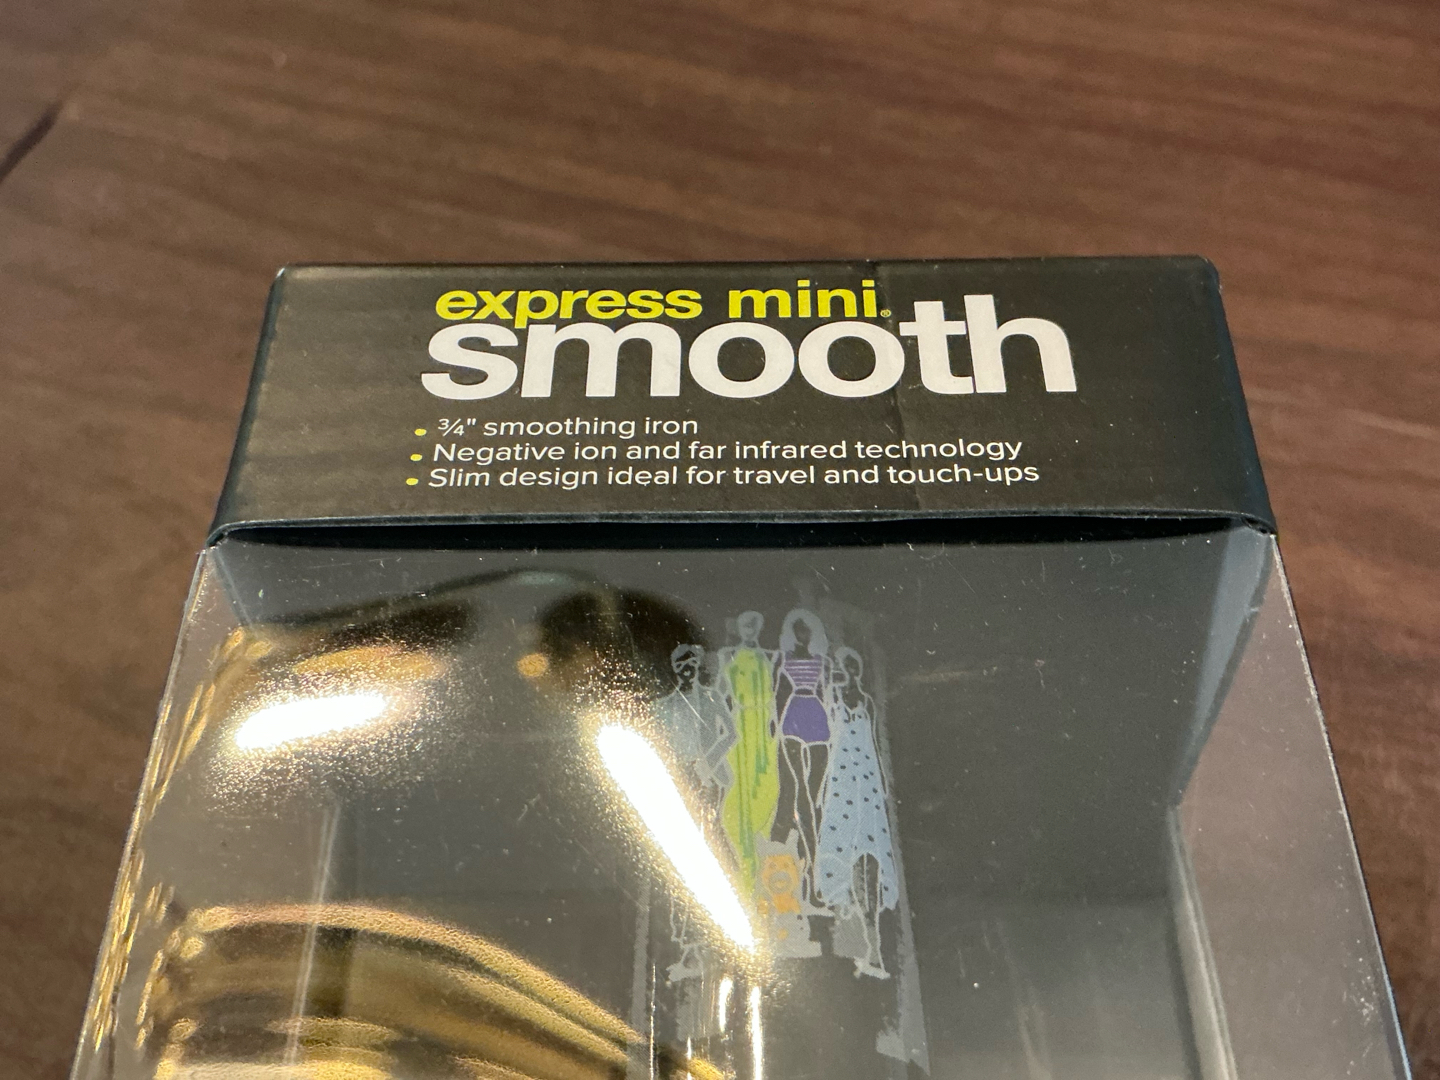 express mini®
smooth
• ¾" smoothing iron
• Negative ion and far infrared technology
• Slim design ideal for travel and touch-ups